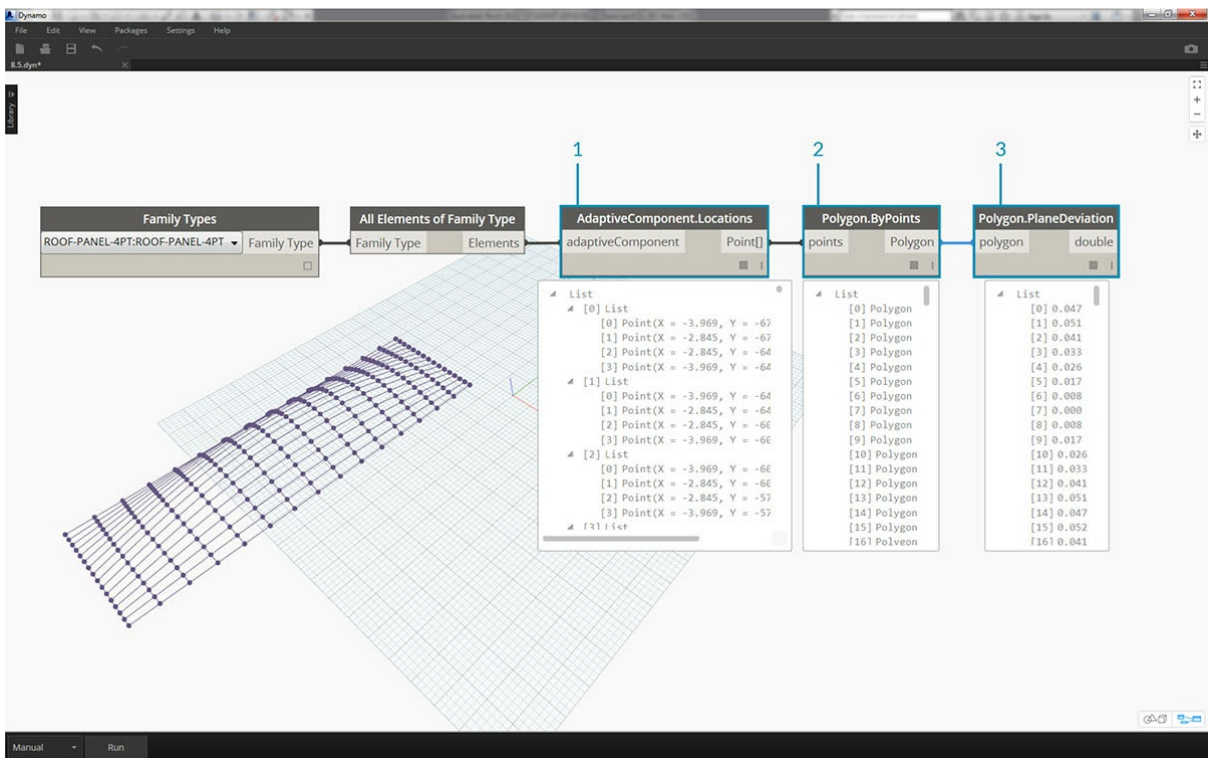 Dynamo
File Edit View Packages Settings Help
8.5.dyn*
Library
1 2 3
Family Types
ROOF-PANEL-4PT:ROOF-PANEL-4PT Family Type
All Elements of Family Type
Family Type Elements
AdaptiveComponent.Locations
adaptiveComponent Point[]
Polygon.ByPoints
points Polygon
Polygon.PlaneDeviation
polygon double
List
[0] List
[0] Point(X = -3.969, Y = -67
[1] Point(X = -2.845, Y = -67
[2] Point(X = -2.845, Y = -64
[3] Point(X = -3.969, Y = -64
[1] List
[0] Point(X = -3.969, Y = -64
[1] Point(X = -2.845, Y = -64
[2] Point(X = -2.845, Y = -60
[3] Point(X = -3.969, Y = -60
[2] List
[0] Point(X = -3.969, Y = -60
[1] Point(X = -2.845, Y = -60
[2] Point(X = -2.845, Y = -57
[3] Point(X = -3.969, Y = -57
[3] List
List
[0] Polygon
[1] Polygon
[2] Polygon
[3] Polygon
[4] Polygon
[5] Polygon
[6] Polygon
[7] Polygon
[8] Polygon
[9] Polygon
[10] Polygon
[11] Polygon
[12] Polygon
[13] Polygon
[14] Polygon
[15] Polygon
[16] Polygon
List
[0] 0.047
[1] 0.051
[2] 0.041
[3] 0.033
[4] 0.026
[5] 0.017
[6] 0.008
[7] 0.000
[8] 0.008
[9] 0.017
[10] 0.026
[11] 0.033
[12] 0.041
[13] 0.051
[14] 0.047
[15] 0.052
[16] 0.041
Manual Run